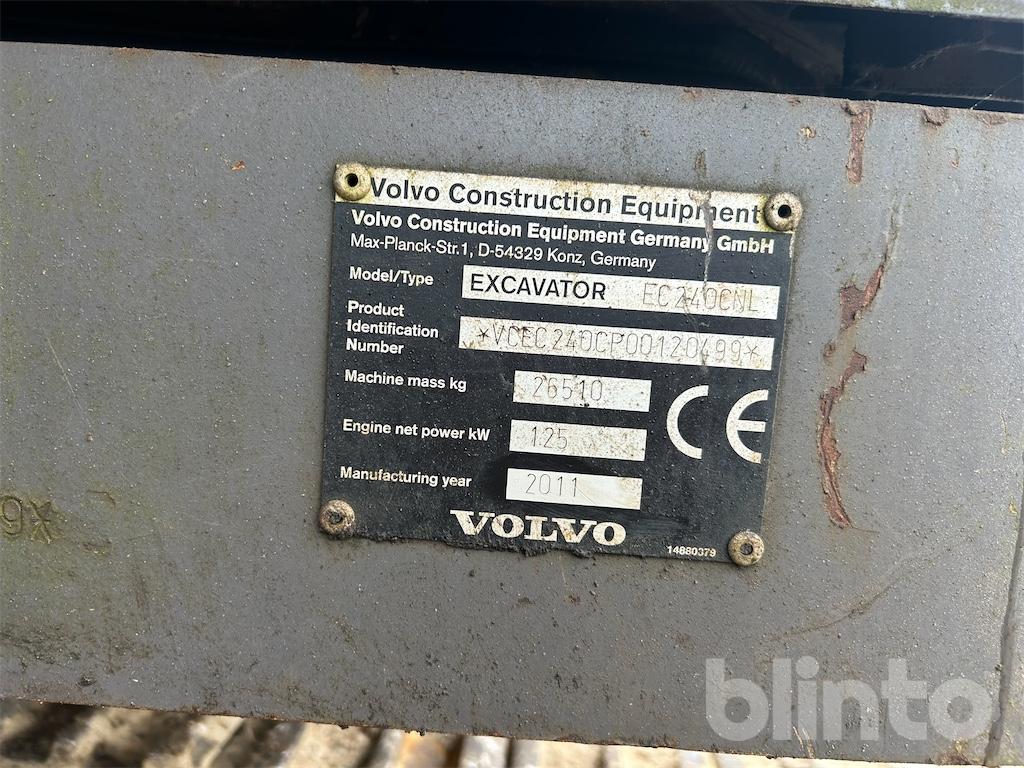 Volvo Construction Equipment
Volvo Construction Equipment Germany GmbH
Max-Planck-Str.1, D-54329 Konz, Germany
Model/Type EXCAVATOR EC240CNL
Product Identification Number *VCEC240CP00120499*
Machine mass kg 26510
Engine net power kW 125
Manufacturing year 2011
CE
VOLVO
14880379
9*
blinto